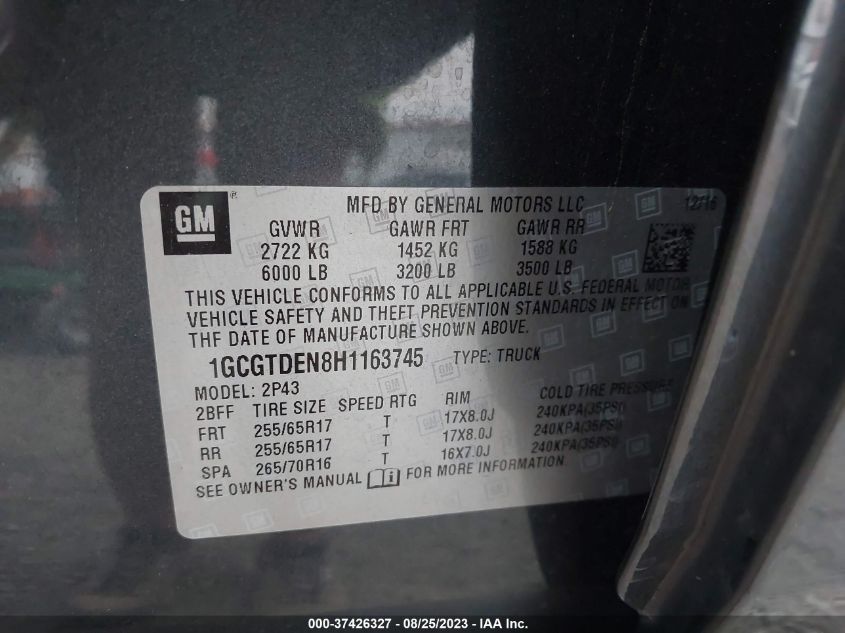 GM
MFD BY GENERAL MOTORS LLC 12/16
GVWR GAWR FRT GAWR RR
2722 KG 1452 KG 1588 KG
6000 LB 3200 LB 3500 LB
THIS VEHICLE CONFORMS TO ALL APPLICABLE U.S. FEDERAL MOTOR
VEHICLE SAFETY AND THEFT PREVENTION STANDARDS IN EFFECT ON
THE DATE OF MANUFACTURE SHOWN ABOVE.
1GCGTDEN8H1163745 TYPE: TRUCK
MODEL: 2P43
2BFF TIRE SIZE SPEED RTG RIM COLD TIRE PRESSURE
FRT 255/65R17 T 17X8.0J 240KPA(35PSI)
RR 255/65R17 T 17X8.0J 240KPA(35PSI)
SPA 265/70R16 T 16X7.0J 240KPA(35PSI)
SEE OWNER'S MANUAL FOR MORE INFORMATION
000-37426327 - 08/25/2023 - IAA Inc.